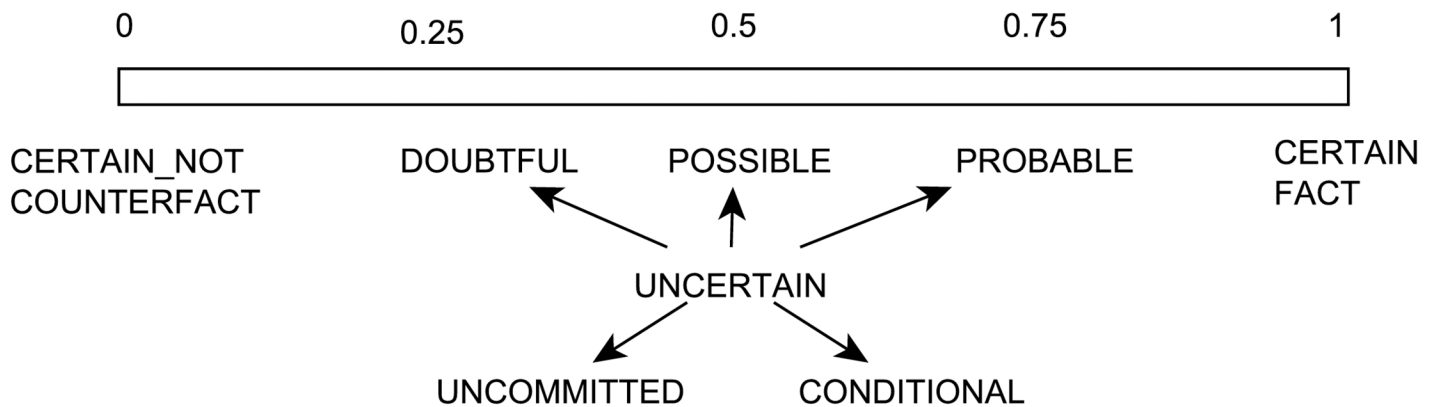 0 0.25 0.5 0.75 1
CERTAIN_NOT DOUBTFUL POSSIBLE PROBABLE CERTAIN
COUNTERFACT FACT
UNCERTAIN
UNCOMMITTED CONDITIONAL